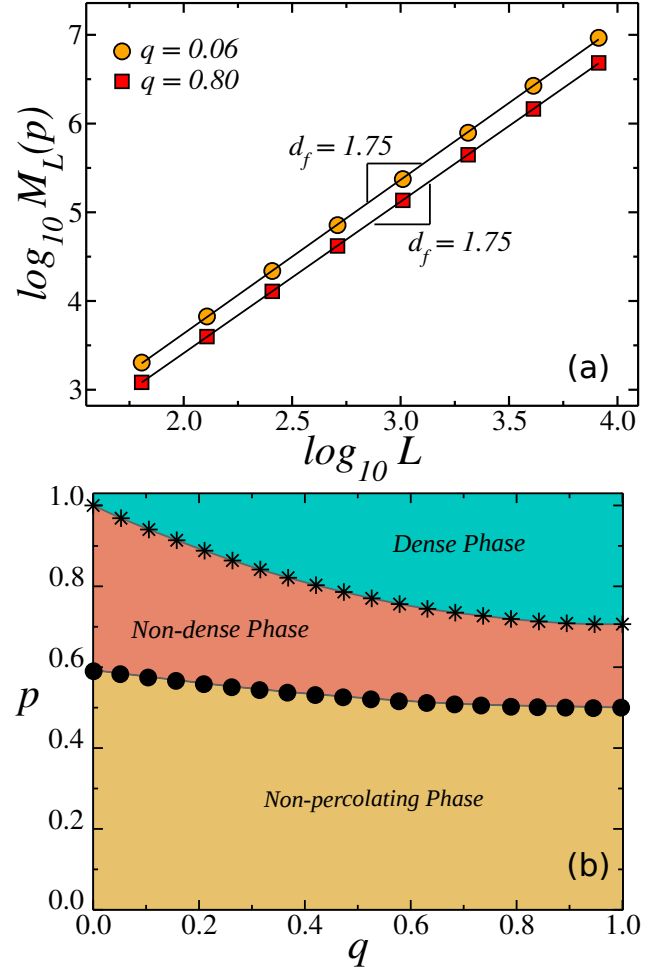 q = 0.06
q = 0.80
d_f = 1.75
d_f = 1.75
(a)
log_10 M_L(p)
7
6
5
4
3
2.0 2.5 3.0 3.5 4.0
log_10 L
1.0
0.8
0.6
0.4
0.2
0.0
p
Dense Phase
Non-dense Phase
Non-percolating Phase
(b)
0.0 0.2 0.4 0.6 0.8 1.0
q